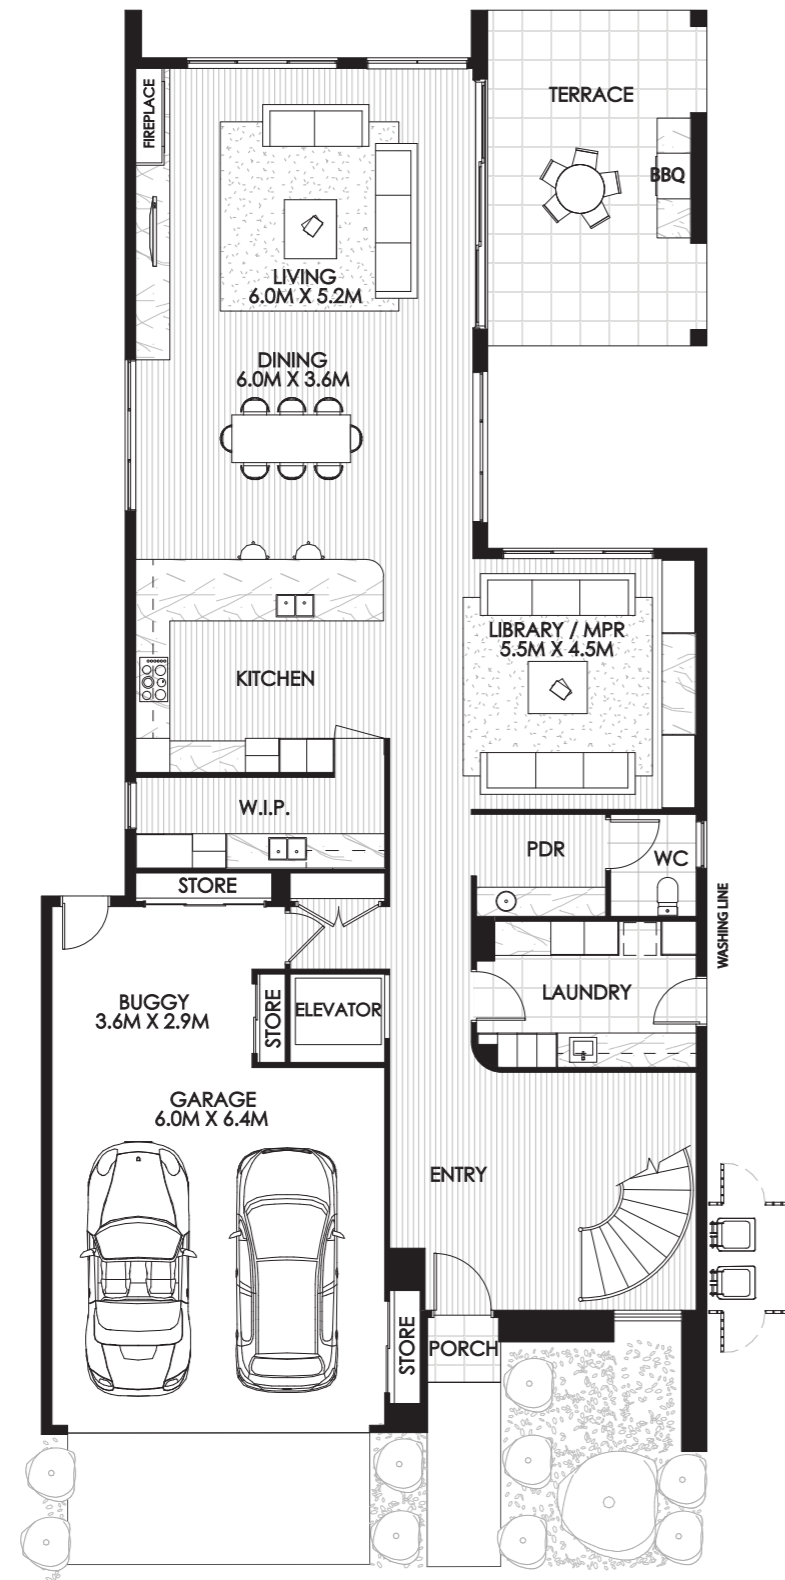 FIREPLACE
TERRACE
BBQ
LIVING
6.0M X 5.2M
DINING
6.0M X 3.6M
LIBRARY / MPR
5.5M X 4.5M
KITCHEN
W.I.P.
PDR
WC
STORE
WASHING LINE
LAUNDRY
BUGGY
3.6M X 2.9M
STORE
ELEVATOR
GARAGE
6.0M X 6.4M
ENTRY
STORE
PORCH